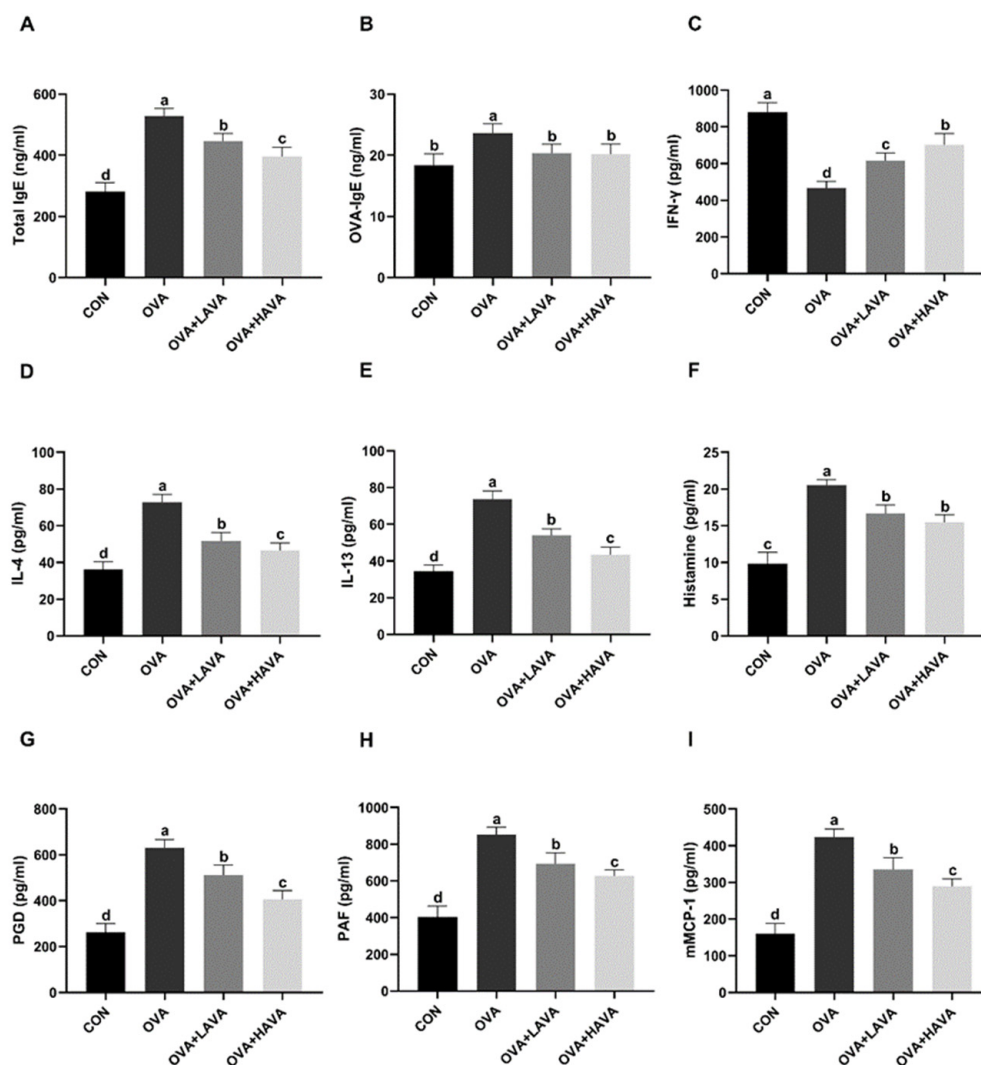 A
B
C
Total IgE (ng/ml)
600
400
200
0
d
a
b
c
CON
OVA
OVA+LAVA
OVA+HAVA
OVA-IgE (ng/ml)
30
20
10
0
b
a
b
b
CON
OVA
OVA+LAVA
OVA+HAVA
IFN-γ (pg/ml)
1000
800
600
400
200
0
a
d
c
b
CON
OVA
OVA+LAVA
OVA+HAVA
D
E
F
IL-4 (pg/ml)
100
80
60
40
20
0
d
a
b
c
CON
OVA
OVA+LAVA
OVA+HAVA
IL-13 (pg/ml)
100
80
60
40
20
0
d
a
b
c
CON
OVA
OVA+LAVA
OVA+HAVA
Histamine (pg/ml)
25
20
15
10
5
0
c
a
b
b
CON
OVA
OVA+LAVA
OVA+HAVA
G
H
I
PGD (pg/ml)
800
600
400
200
0
d
a
b
c
CON
OVA
OVA+LAVA
OVA+HAVA
PAF (pg/ml)
1000
800
600
400
200
0
d
a
b
c
CON
OVA
OVA+LAVA
OVA+HAVA
mMCP-1 (pg/ml)
500
400
300
200
100
0
d
a
b
c
CON
OVA
OVA+LAVA
OVA+HAVA